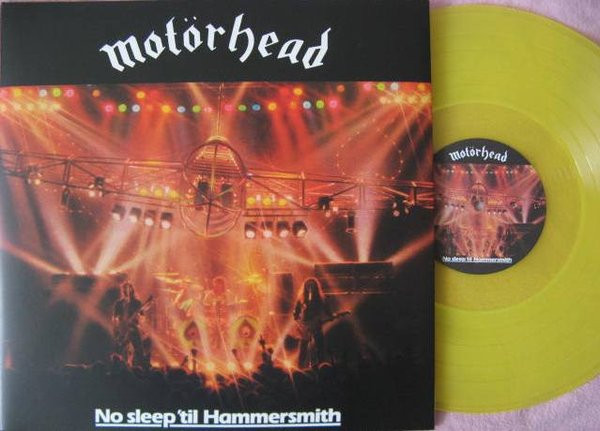 motörhead
No sleep 'til Hammersmith
motörhead
No sleep 'til Hammersmith